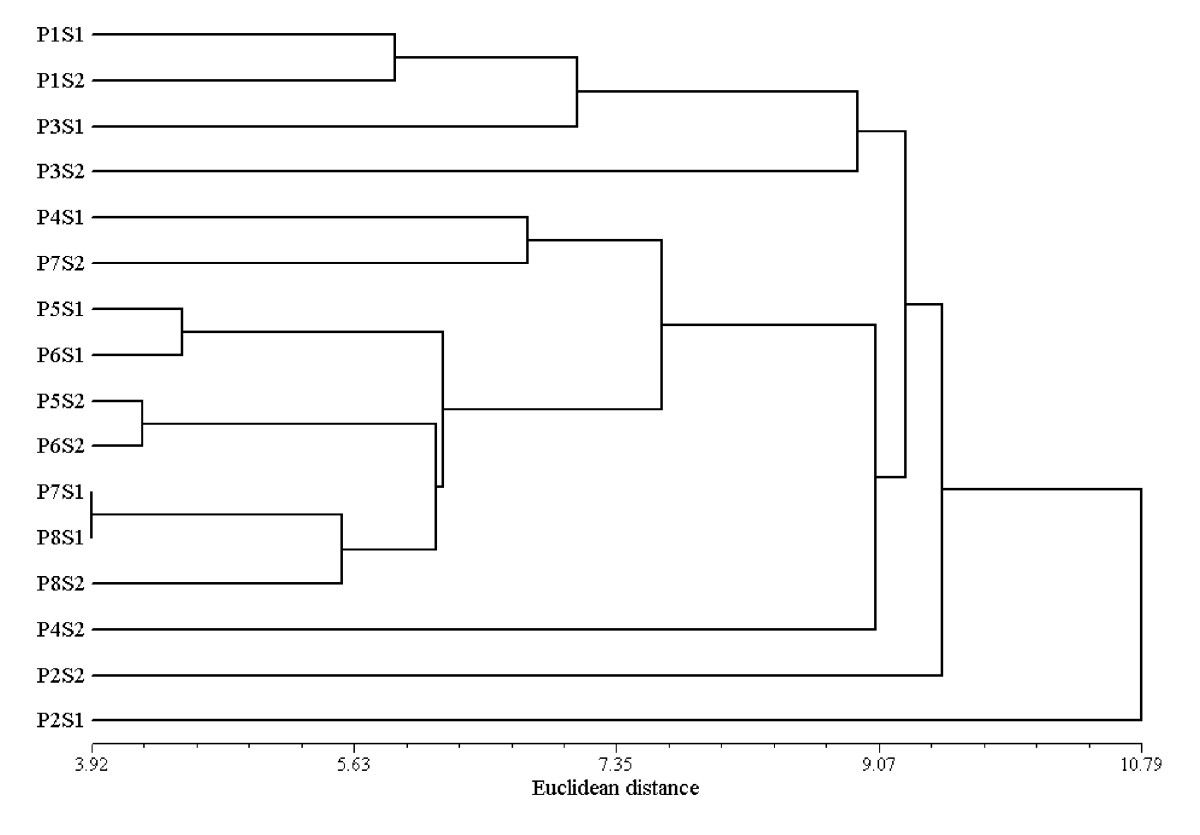 P1S1
P1S2
P3S1
P3S2
P4S1
P7S2
P5S1
P6S1
P5S2
P6S2
P7S1
P8S1
P8S2
P4S2
P2S2
P2S1
3.92 5.63 7.35 9.07 10.79
Euclidean distance